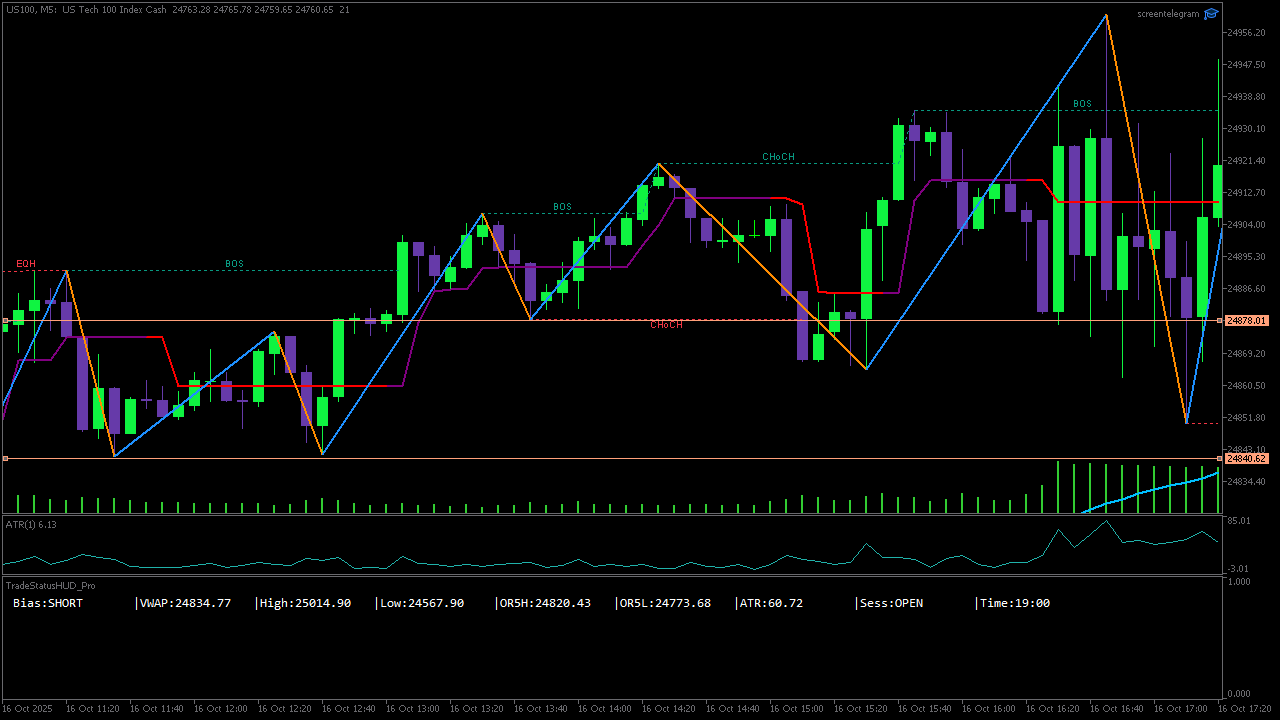 US100, M5: US Tech 100 Index Cash 24763.28 24765.78 24759.65 24760.65 21
screentelegram
24956.20
24947.50
24938.80
BOS
24930.10
24921.40
CHoCH
24912.70
BOS
24904.00
24895.30
EQH
BOS
24886.60
24878.01
CHoCH
24869.20
24860.50
24851.80
24843.10
24840.62
24834.40
ATR(1) 6.13
85.01
-3.01
TradeStatusHUD_Pro
1.000
Bias:SHORT |VWAP:24834.77 |High:25014.90 |Low:24567.90 |OR5H:24820.43 |OR5L:24773.68 |ATR:60.72 |Sess:OPEN |Time:19:00
0.000
16 Oct 2025 16 Oct 11:20 16 Oct 11:40 16 Oct 12:00 16 Oct 12:20 16 Oct 12:40 16 Oct 13:00 16 Oct 13:20 16 Oct 13:40 16 Oct 14:00 16 Oct 14:20 16 Oct 14:40 16 Oct 15:00 16 Oct 15:20 16 Oct 15:40 16 Oct 16:00 16 Oct 16:20 16 Oct 16:40 16 Oct 17:00 16 Oct 17:20